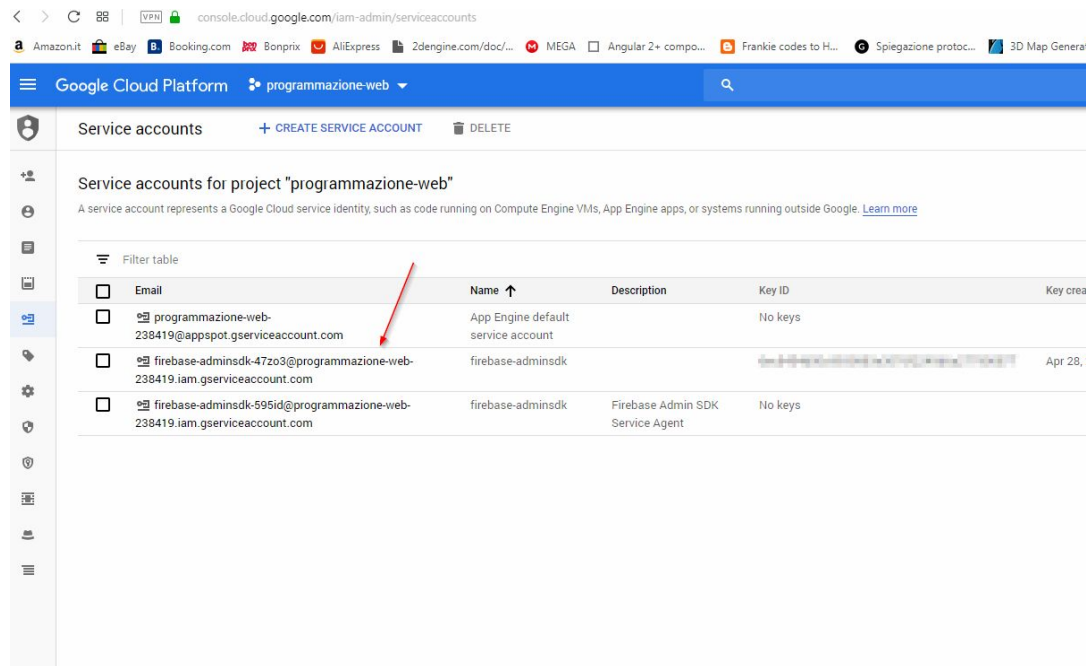 VPN console.cloud.google.com/iam-admin/serviceaccounts
a Amazon.it eBay B. Booking.com bon prix Bonprix AliExpress 2dengine.com/doc/... M MEGA Angular 2+ compo... Frankie codes to H... G Spiegazione protoc... 3D Map Generat
Google Cloud Platform programmazione-web
Service accounts + CREATE SERVICE ACCOUNT DELETE
Service accounts for project "programmazione-web"
A service account represents a Google Cloud service identity, such as code running on Compute Engine VMs, App Engine apps, or systems running outside Google. Learn more
Filter table
Email Name Description Key ID Key crea
programmazione-web- App Engine default No keys
238419@appspot.gserviceaccount.com service account
firebase-adminsdk-47zo3@programmazione-web- firebase-adminsdk Apr 28,
238419.iam.gserviceaccount.com
firebase-adminsdk-595id@programmazione-web- firebase-adminsdk Firebase Admin SDK No keys
238419.iam.gserviceaccount.com Service Agent